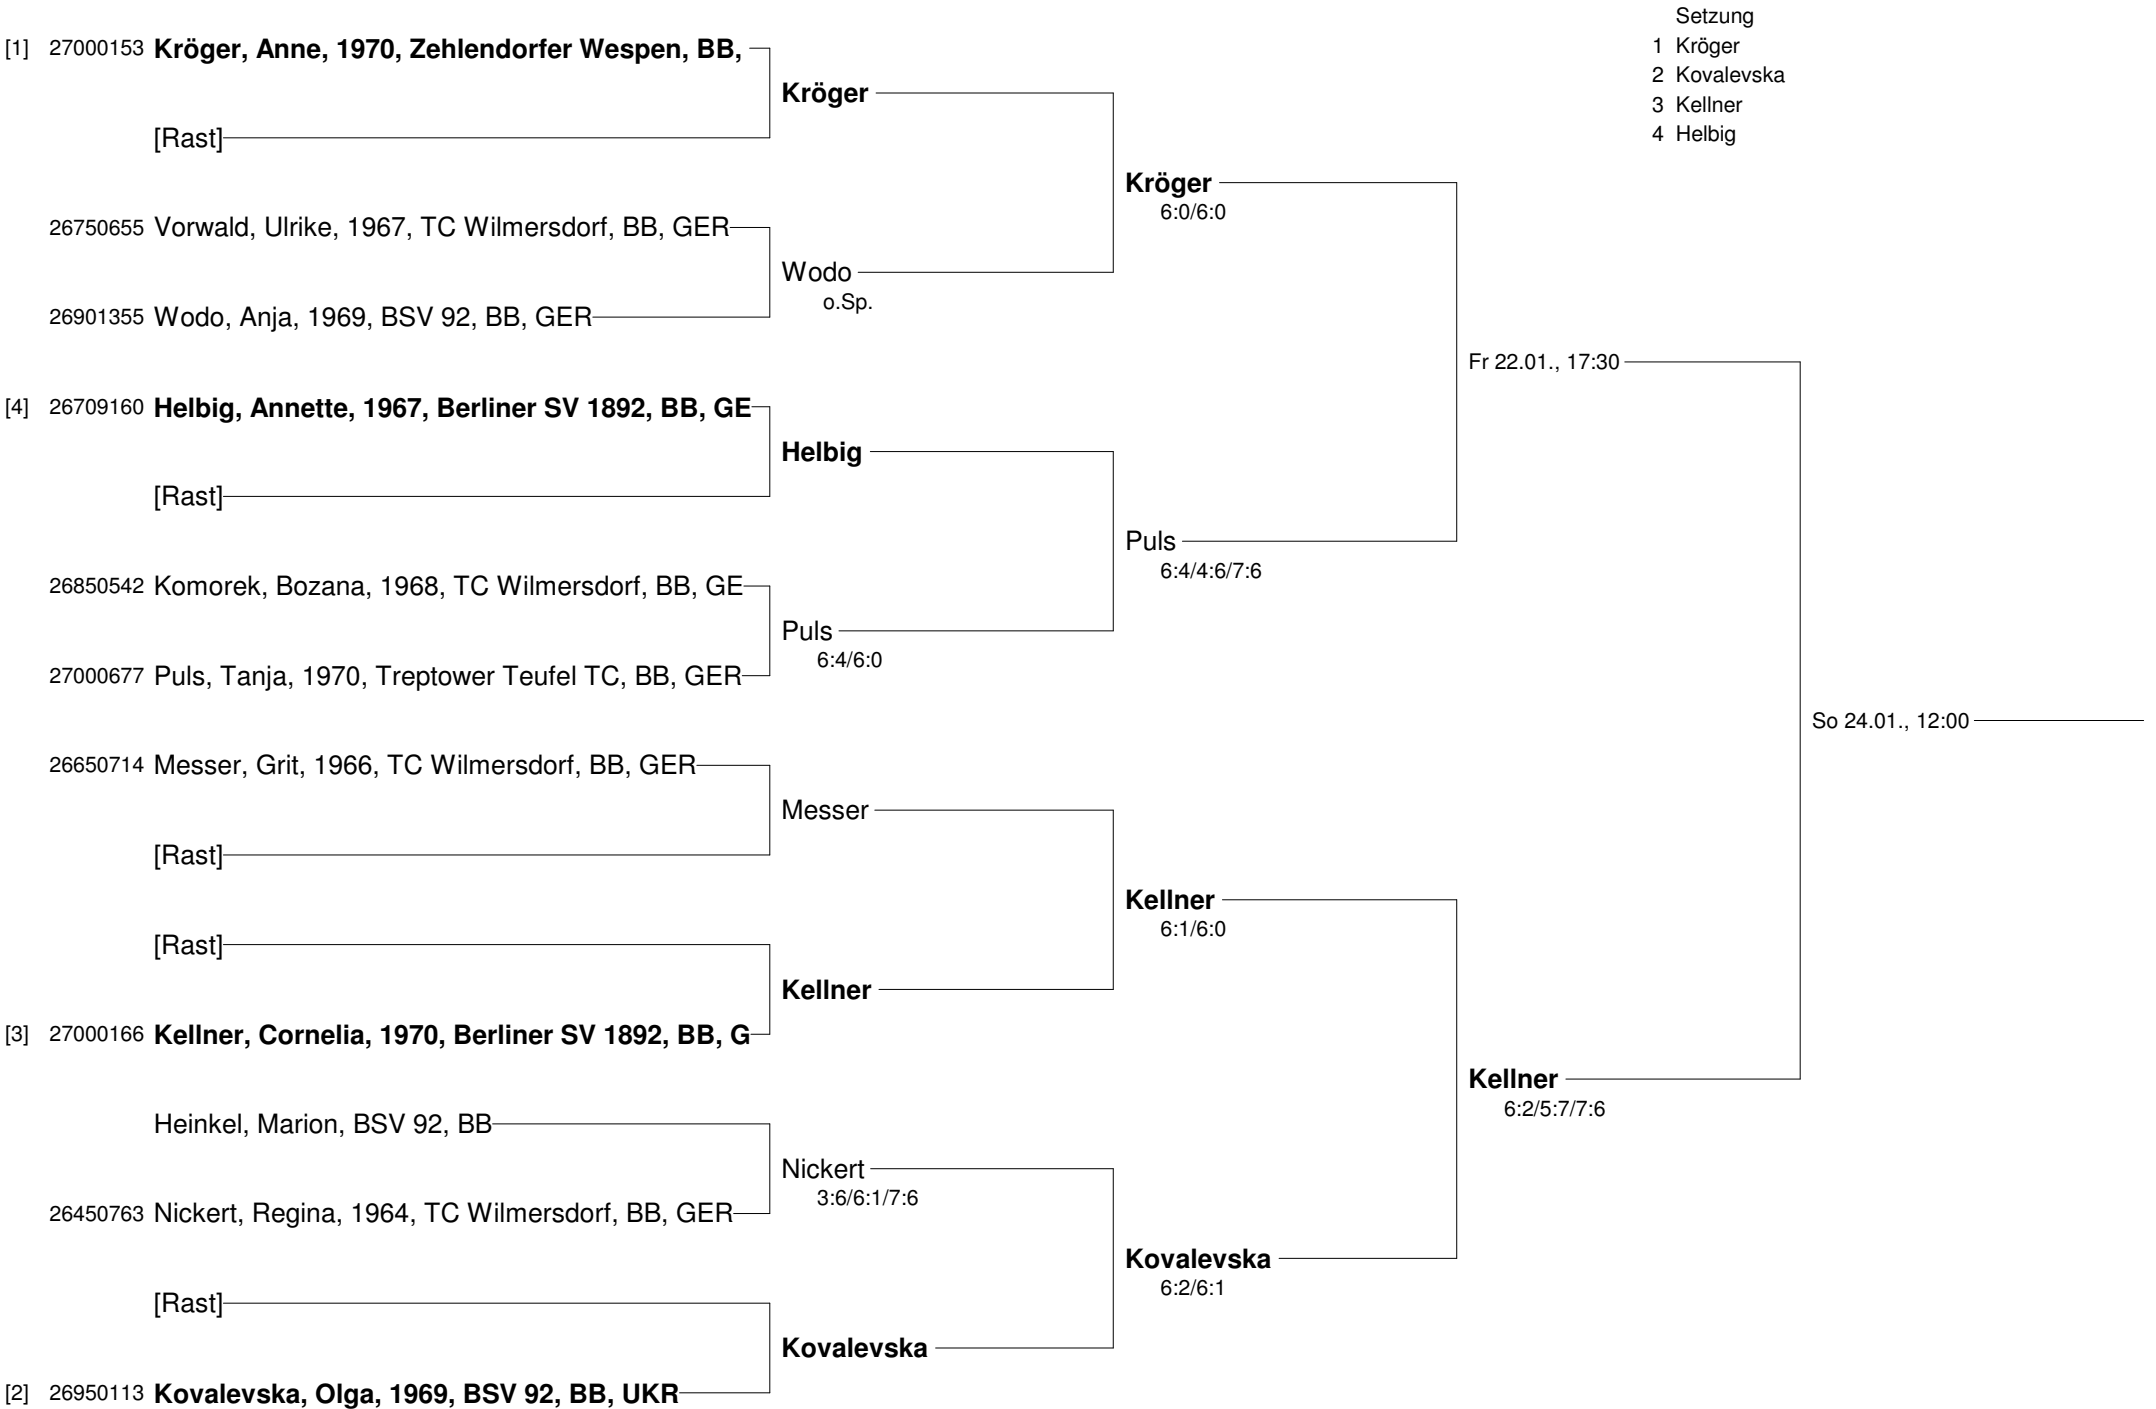 Setzung
1 Kröger
2 Kovalevska
3 Kellner
4 Helbig
[1] 27000153 Kröger, Anne, 1970, Zehlendorfer Wespen, BB,
Kröger
[Rast]
Kröger
6:0/6:0
26750655 Vorwald, Ulrike, 1967, TC Wilmersdorf, BB, GER
Wodo
o.Sp.
26901355 Wodo, Anja, 1969, BSV 92, BB, GER
Fr 22.01., 17:30
[4] 26709160 Helbig, Annette, 1967, Berliner SV 1892, BB, GE
Helbig
[Rast]
Puls
6:4/4:6/7:6
26850542 Komorek, Bozana, 1968, TC Wilmersdorf, BB, GE
Puls
6:4/6:0
27000677 Puls, Tanja, 1970, Treptower Teufel TC, BB, GER
So 24.01., 12:00
26650714 Messer, Grit, 1966, TC Wilmersdorf, BB, GER
Messer
[Rast]
Kellner
6:1/6:0
[Rast]
Kellner
[3] 27000166 Kellner, Cornelia, 1970, Berliner SV 1892, BB, G
Kellner
6:2/5:7/7:6
Heinkel, Marion, BSV 92, BB
Nickert
3:6/6:1/7:6
26450763 Nickert, Regina, 1964, TC Wilmersdorf, BB, GER
Kovalevska
6:2/6:1
[Rast]
Kovalevska
[2] 26950113 Kovalevska, Olga, 1969, BSV 92, BB, UKR